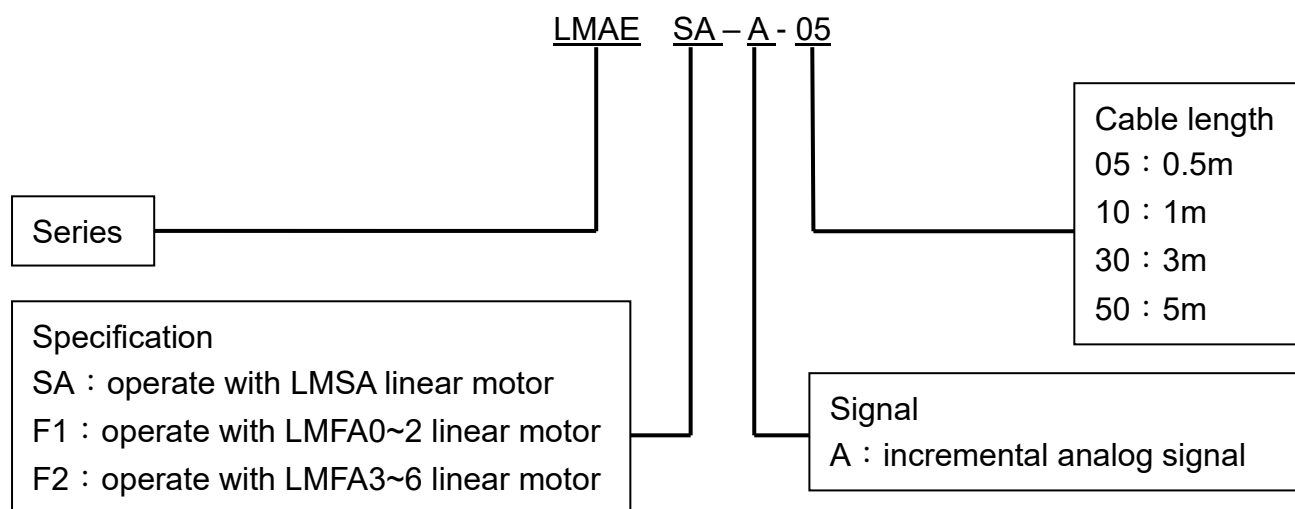 LMAE SA – A - 05
Cable length
05：0.5m
10：1m
30：3m
50：5m
Series
Specification
SA：operate with LMSA linear motor
F1：operate with LMFA0~2 linear motor
F2：operate with LMFA3~6 linear motor
Signal
A：incremental analog signal